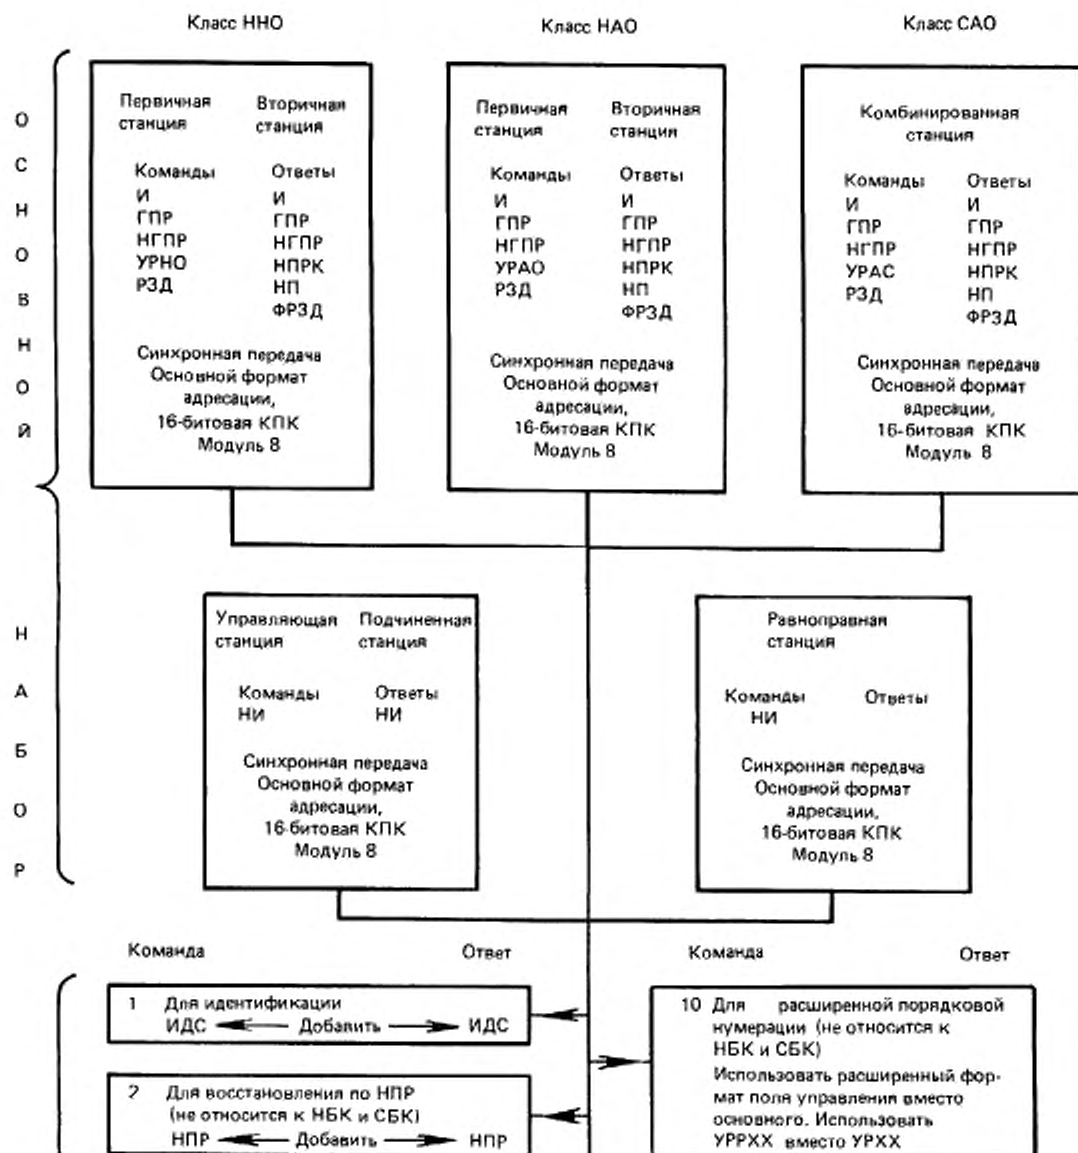 Класс ННО
Класс НАО
Класс САО
ОСНОВНОЙ
НАБОР
Первичная Вторичная
станция станция
Команды Ответы
И И
ГПР ГПР
НГПР НГПР
УРНО НПРК
РЗД НП
ФРЗД
Синхронная передача
Основной формат
адресации,
16-битовая КПК
Модуль 8
Первичная Вторичная
станция станция
Команды Ответы
И И
ГПР ГПР
НГПР НГПР
УРАО НПРК
РЗД НП
ФРЗД
Синхронная передача
Основной формат
адресации,
16-битовая КПК
Модуль 8
Комбинированная
станция
Команды Ответы
И И
ГПР ГПР
НГПР НГПР
УРАС НПРК
РЗД НП
ФРЗД
Синхронная передача
Основной формат
адресации,
16-битовая КПК
Модуль 8
Управляющая Подчиненная
станция станция
Команды Ответы
НИ НИ
Синхронная передача
Основной формат
адресации,
16-битовая КПК
Модуль 8
Равноправная
станция
Команды Ответы
НИ
Синхронная передача
Основной формат
адресации,
16-битовая КПК
Модуль 8
Команда Ответ
1 Для идентификации
ИДС Добавить ИДС
2 Для восстановления по НПР
(не относится к НБК и СБК)
НПР Добавить НПР
Команда Ответ
10 Для расширенной порядковой
нумерации (не относится к
НБК и СБК)
Использовать расширенный фор-
мат поля управления вместо
основного. Использовать
УРРХХ вместо УРХХ